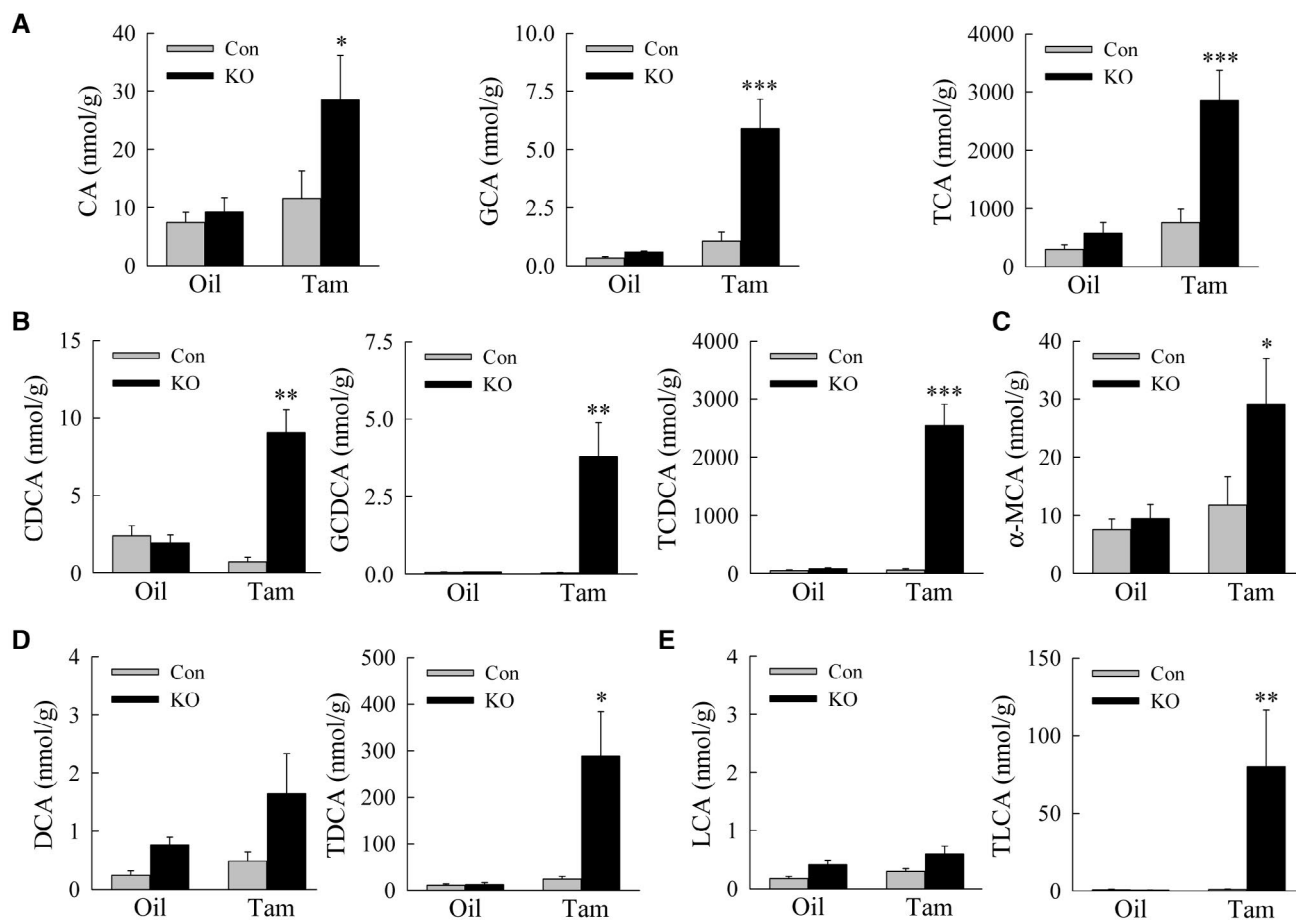 A
CA (nmol/g)
40
30
20
10
0
Con
KO
*
Oil Tam
GCA (nmol/g)
10.0
7.5
5.0
2.5
0.0
Con
KO
***
Oil Tam
TCA (nmol/g)
4000
3000
2000
1000
0
Con
KO
***
Oil Tam
B
CDCA (nmol/g)
15
10
5
0
Con
KO
**
Oil Tam
GCDCA (nmol/g)
7.5
5.0
2.5
0.0
Con
KO
**
Oil Tam
TCDCA (nmol/g)
4000
3000
2000
1000
0
Con
KO
***
Oil Tam
C
α-MCA (nmol/g)
40
30
20
10
0
Con
KO
*
Oil Tam
D
DCA (nmol/g)
4
3
2
1
0
Con
KO
Oil Tam
TDCA (nmol/g)
500
400
300
200
100
0
Con
KO
*
Oil Tam
E
LCA (nmol/g)
4
3
2
1
0
Con
KO
Oil Tam
TLCA (nmol/g)
150
100
50
0
Con
KO
**
Oil Tam